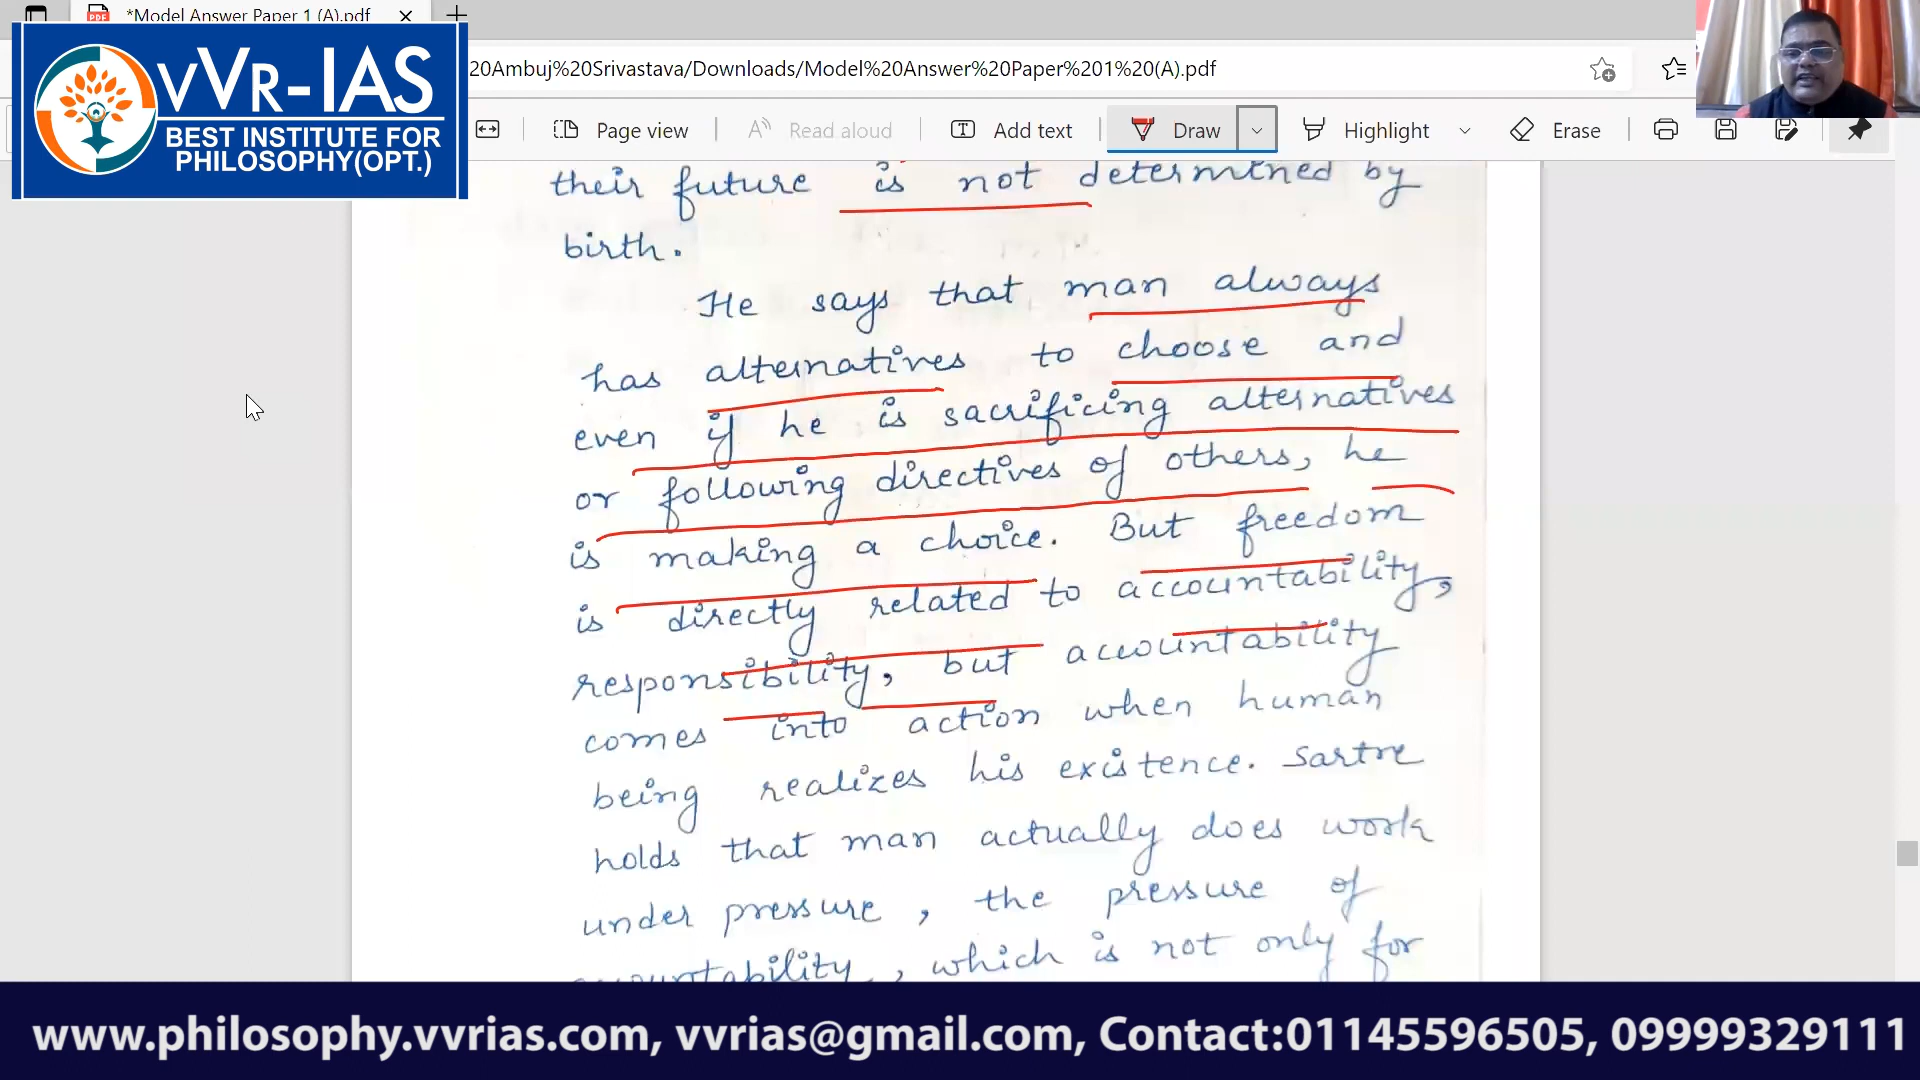 *Model Answer Paper 1 (A).pdf
vVR-IAS
BEST INSTITUTE FOR
PHILOSOPHY(OPT.)
20Ambuj%20Srivastava/Downloads/Model%20Answer%20Paper%201%20(A).pdf
Page view
Read aloud
Add text
Draw
Highlight
Erase
their future is not determined by
birth.
He says that man always
has alternatives to choose and
even if he is sacrificing alternatives
or following directives of others, he
is making a choice. But freedom
is directly related to accountability,
responsibility, but accountability
comes into action when human
being realizes his existence. Sartre
holds that man actually does work
under pressure, the pressure of
accountability, which is not only for
www.philosophy.vvrias.com, vvrias@gmail.com, Contact:01145596505, 09999329111